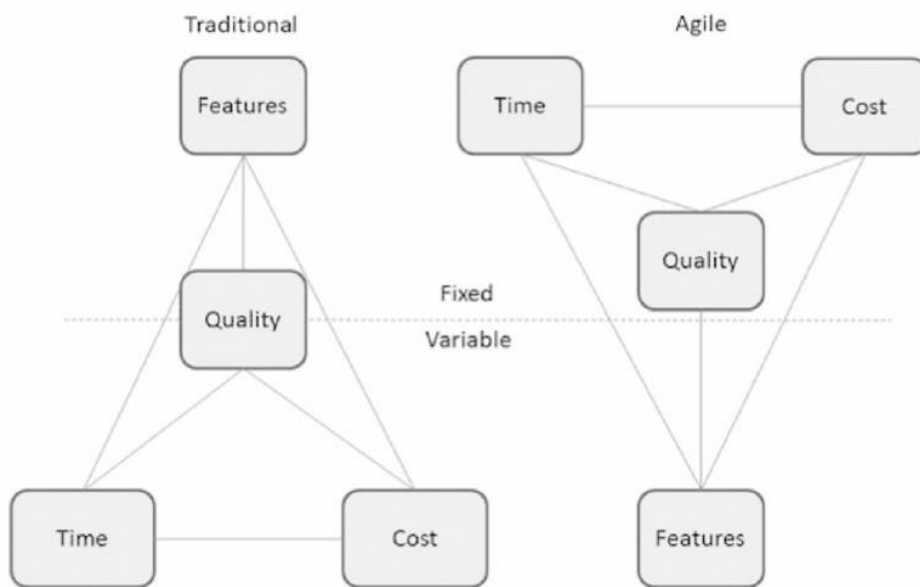 Traditional
Agile
Features
Time
Cost
Quality
Fixed
Quality
Variable
Time
Cost
Features